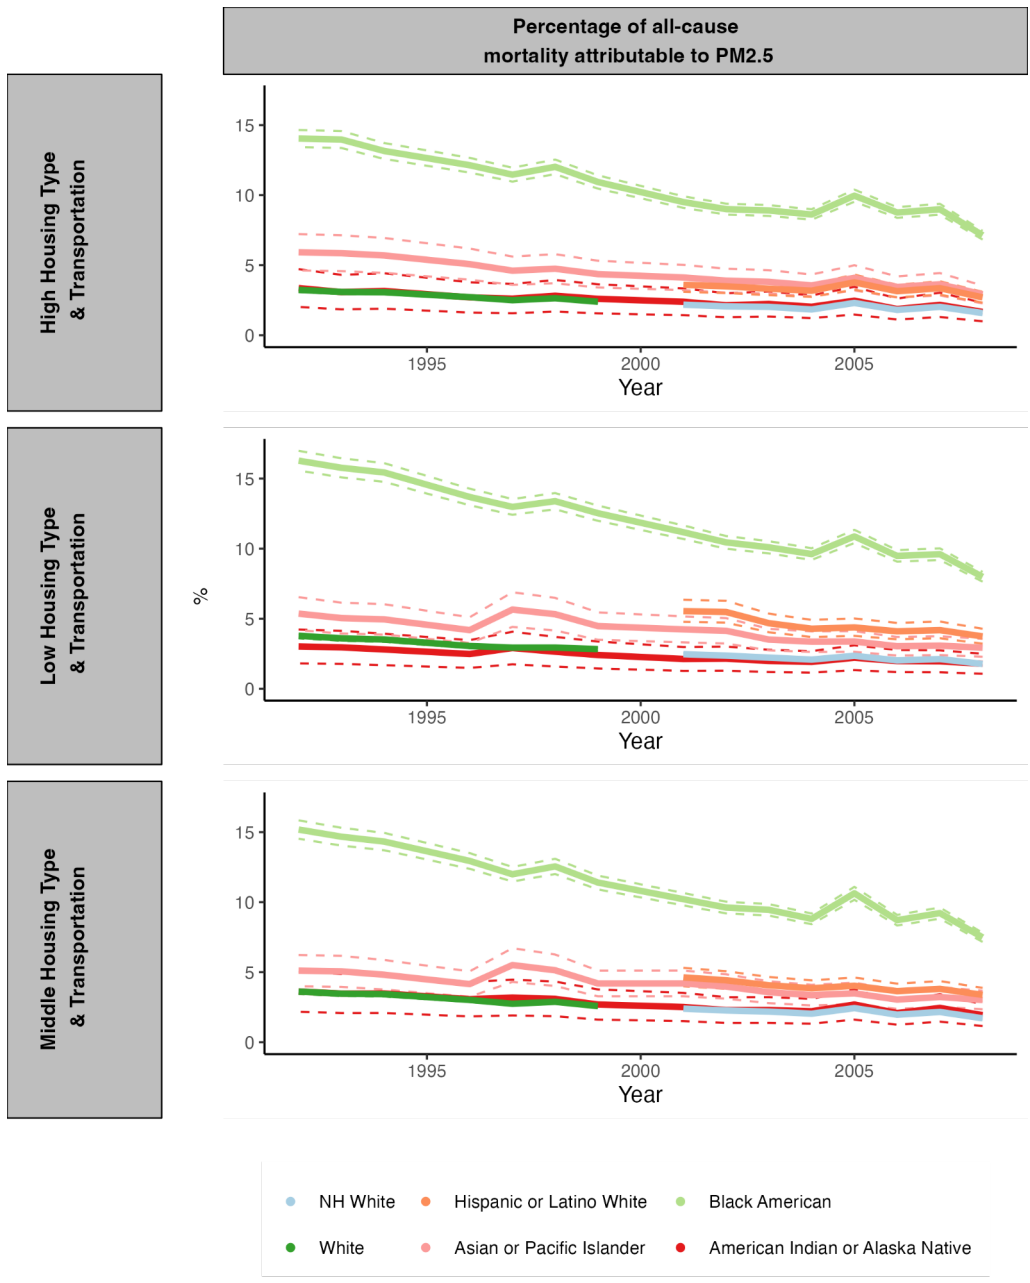 Percentage of all-cause
mortality attributable to PM2.5
High Housing Type
& Transportation
15
10
5
0
1995 2000 2005
Year
Low Housing Type
& Transportation
%
15
10
5
0
1995 2000 2005
Year
Middle Housing Type
& Transportation
15
10
5
0
1995 2000 2005
Year
NH White Hispanic or Latino White Black American
White Asian or Pacific Islander American Indian or Alaska Native